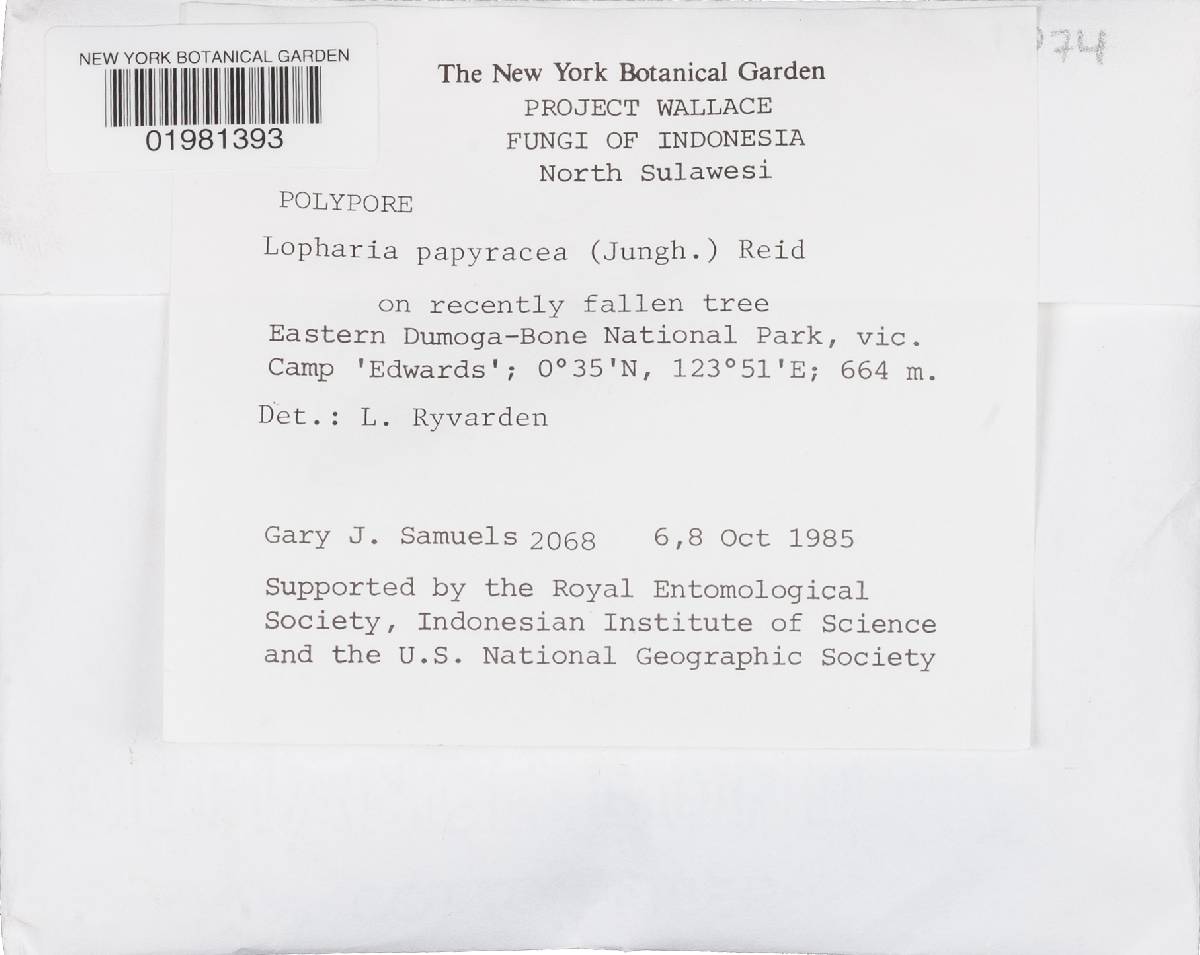 NEW YORK BOTANICAL GARDEN
01981393
74
The New York Botanical Garden
PROJECT WALLACE
FUNGI OF INDONESIA
North Sulawesi
POLYPORE
Lopharia papyracea (Jungh.) Reid
on recently fallen tree
Eastern Dumoga-Bone National Park, vic.
Camp 'Edwards'; 0°35'N, 123°51'E; 664 m.
Det.: L. Ryvarden
Gary J. Samuels 2068 6,8 Oct 1985
Supported by the Royal Entomological
Society, Indonesian Institute of Science
and the U.S. National Geographic Society